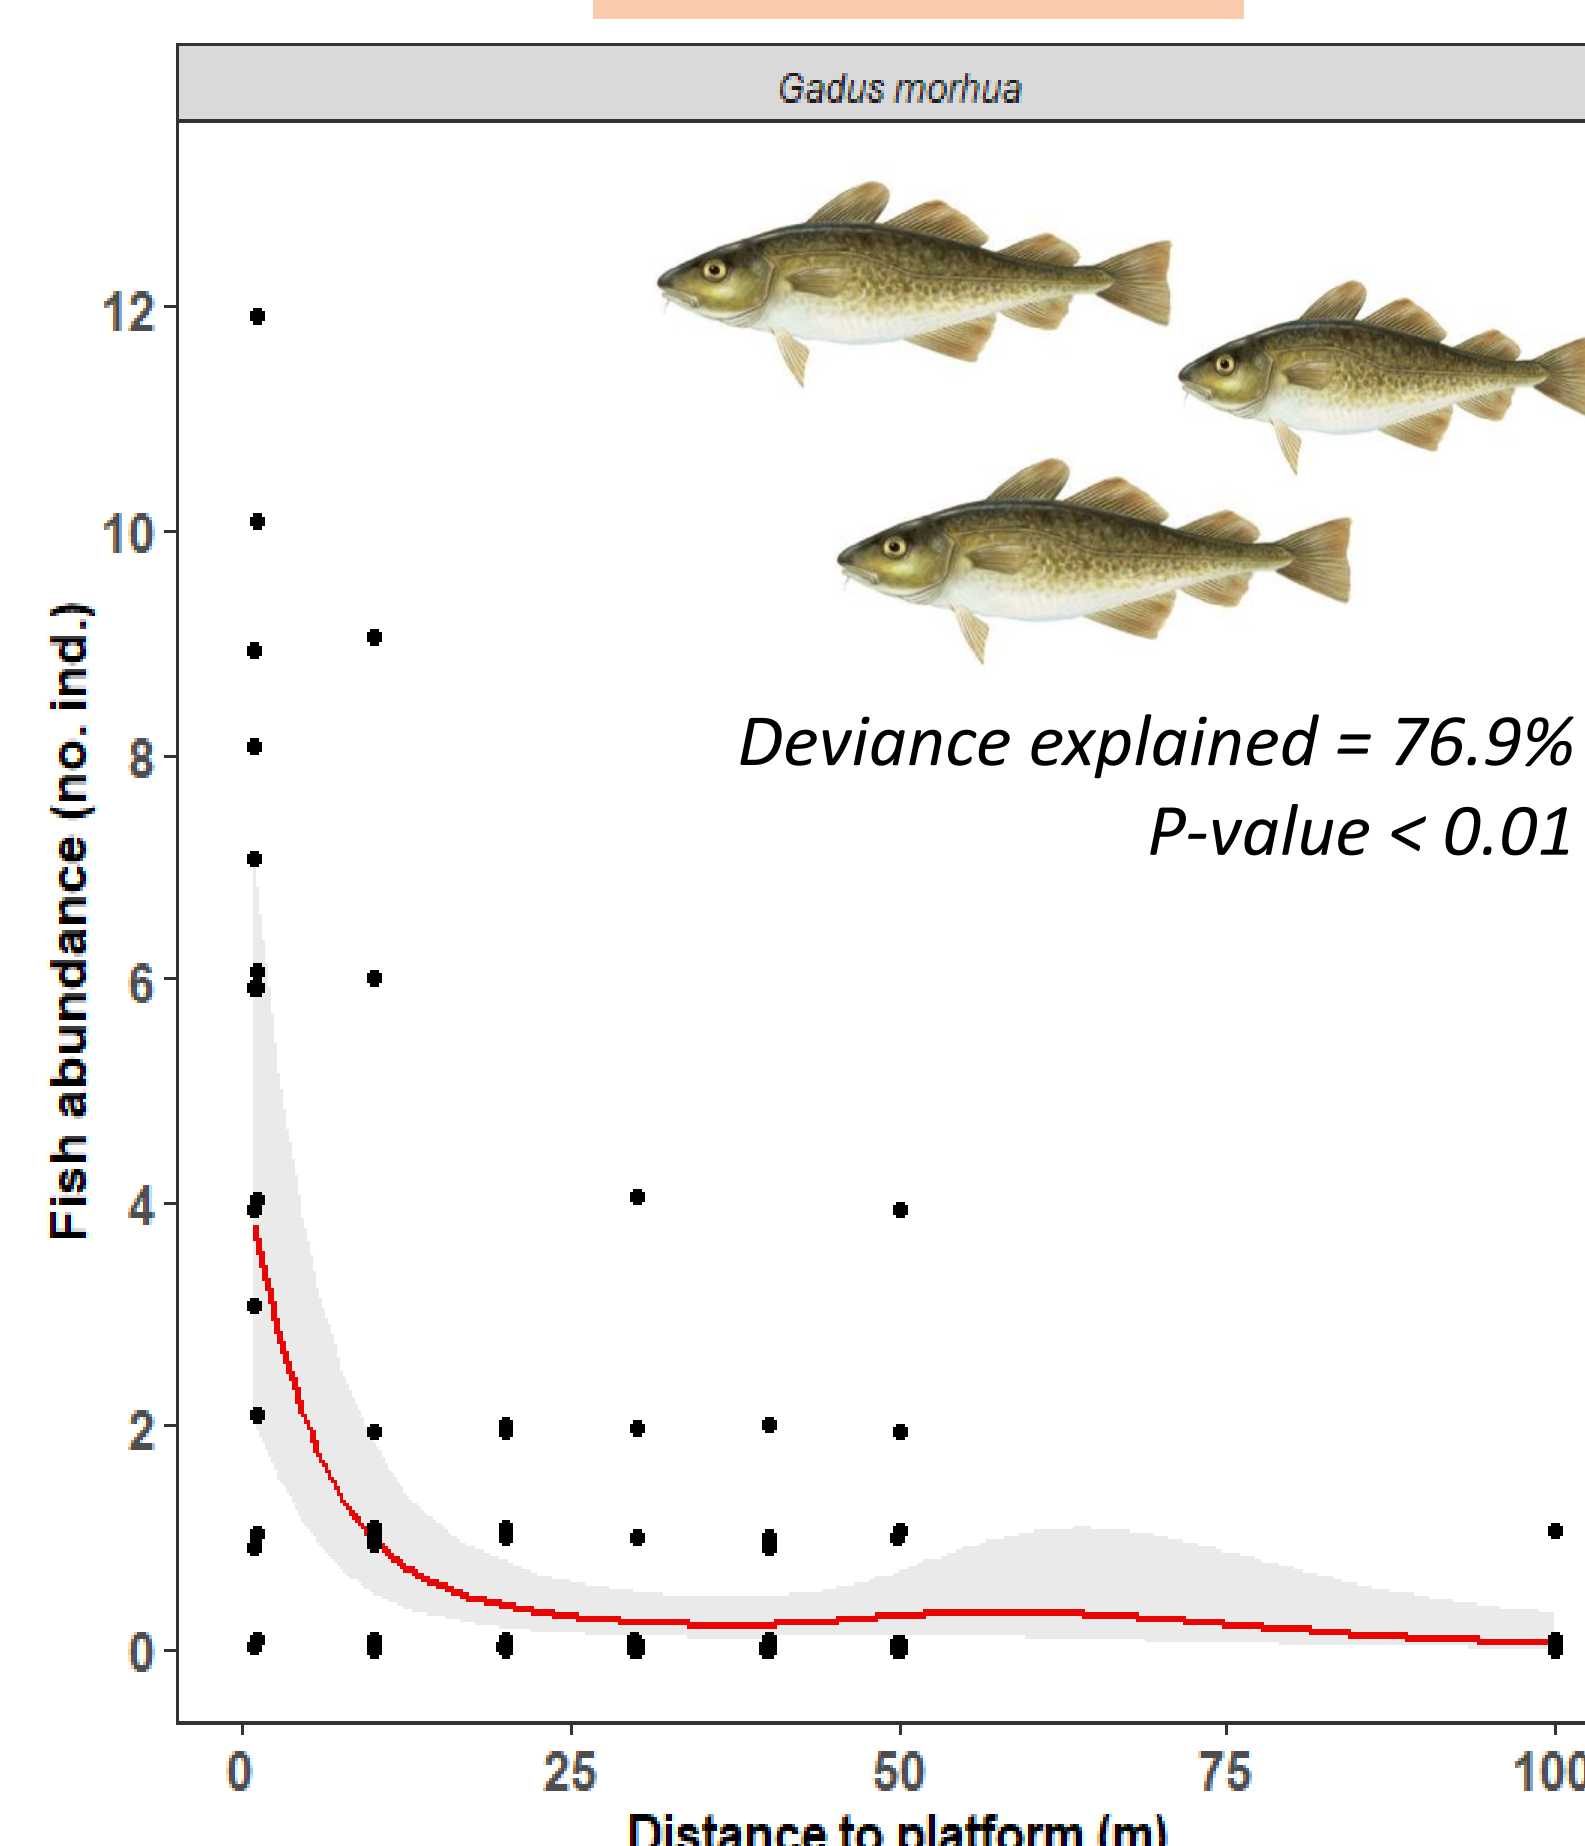 Gadus morhua
12
10
8
6
4
2
0
Fish abundance (no. ind.)
Deviance explained = 76.9%
P-value < 0.01
0 25 50 75 100
Distance to platform (m)